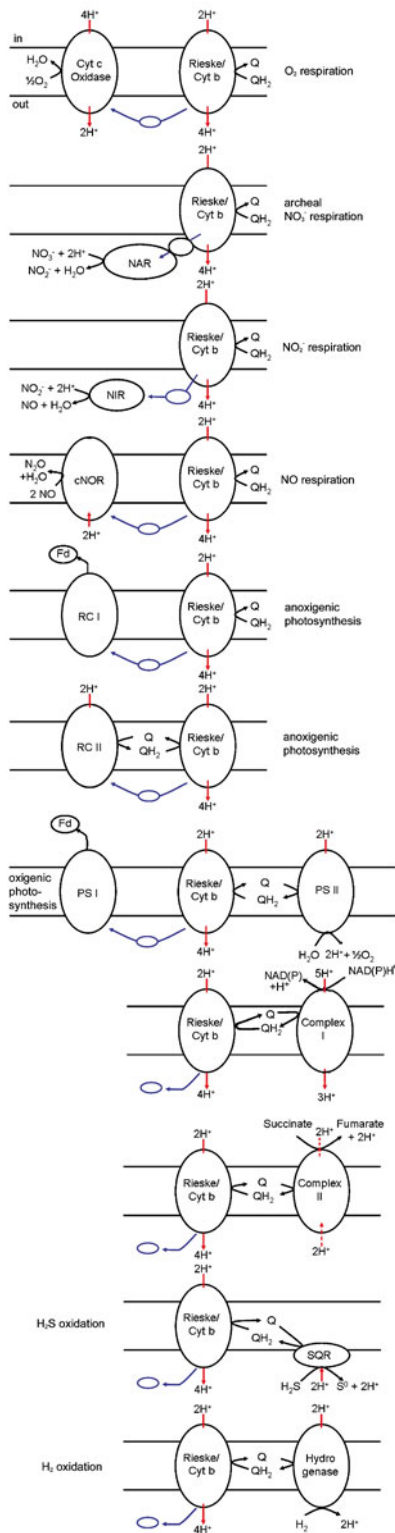 4H⁺ 2H⁺
in
H₂O Cyt c Rieske/ Q
½O₂ Oxidase Cyt b QH₂ O₂ respiration
out
2H⁺ 4H⁺
2H⁺
Rieske/ Q archeal
Cyt b QH₂ NO₃⁻ respiration
NO₃⁻ + 2H⁺
NAR
NO₂⁻ + H₂O 4H⁺
2H⁺
Rieske/ Q
Cyt b QH₂ NO₂⁻ respiration
NO₂⁻ + 2H⁺
NIR
NO + H₂O 4H⁺
2H⁺
N₂O Rieske/ Q
+H₂O cNOR Cyt b QH₂ NO respiration
2 NO
2H⁺ 4H⁺
Fd 2H⁺
RC I Rieske/ Q anoxigenic
Cyt b QH₂ photosynthesis
4H⁺
2H⁺ 2H⁺
RC II Q Rieske/ anoxigenic
QH₂ Cyt b photosynthesis
4H⁺
Fd 2H⁺ 2H⁺
oxigenic
photo- PS I Rieske/ Q PS II
synthesis Cyt b QH₂
4H⁺ H₂O 2H⁺ + ½O₂
2H⁺ NAD(P) 5H⁺ NAD(P)H
+H⁺
Rieske/ Q Complex
Cyt b QH₂ I
4H⁺ 3H⁺
Succinate Fumarate
2H⁺ 2H⁺ + 2H⁺
Rieske/ Q Complex
Cyt b QH₂ II
4H⁺ 2H⁺
2H⁺
Rieske/ Q
H₂S oxidation Cyt b QH₂ SQR
4H⁺ H₂S 2H⁺ S⁰ + 2H⁺
2H⁺ 2H⁺
H₂ oxidation Rieske/ Q Hydro
Cyt b QH₂ genase
4H⁺ H₂ 2H⁺